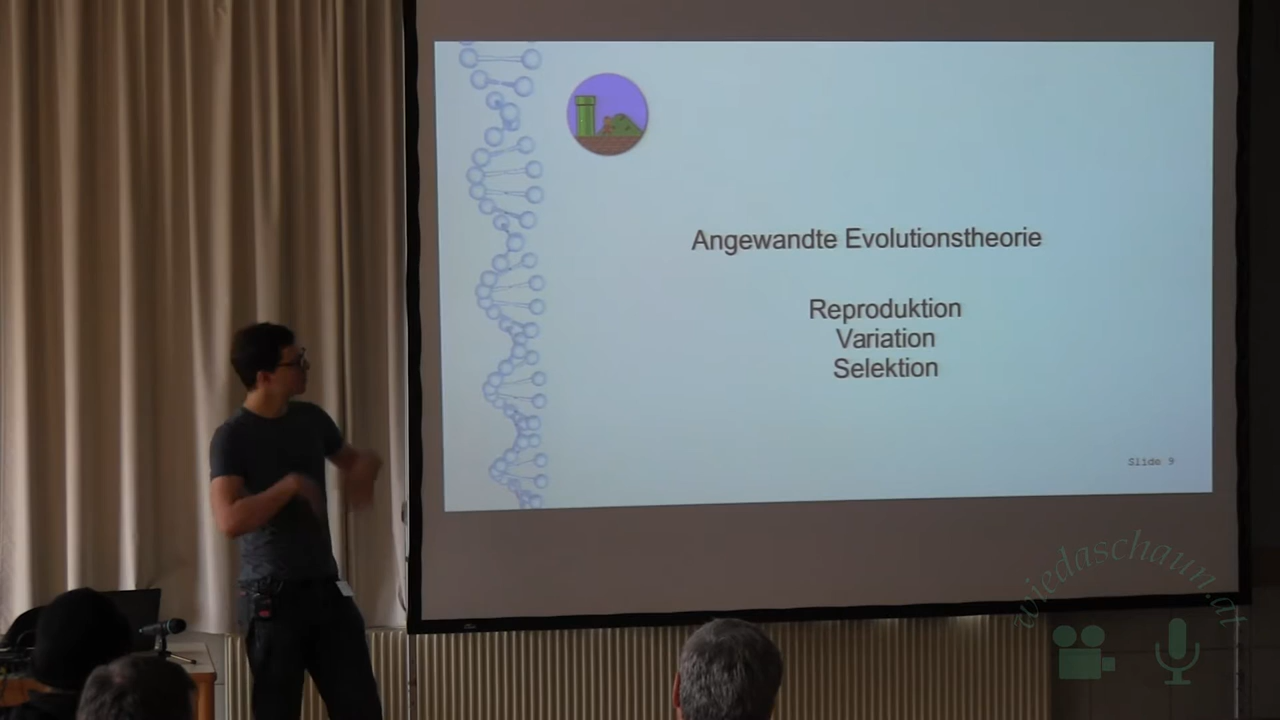 Angewandte Evolutionstheorie
Reproduktion
Variation
Selektion
Slide 9
wiedaschaun.at